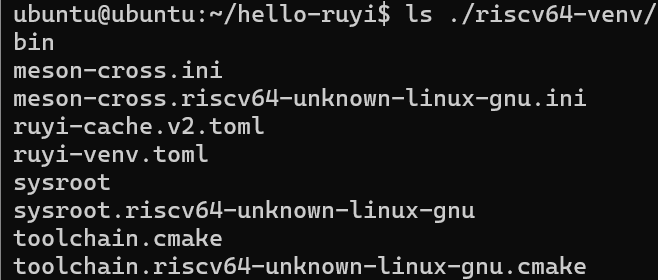 ubuntu@ubuntu:~/hello-ruyi$ ls ./riscv64-venv/
bin
meson-cross.ini
meson-cross.riscv64-unknown-linux-gnu.ini
ruyi-cache.v2.toml
ruyi-venv.toml
sysroot
sysroot.riscv64-unknown-linux-gnu
toolchain.cmake
toolchain.riscv64-unknown-linux-gnu.cmake